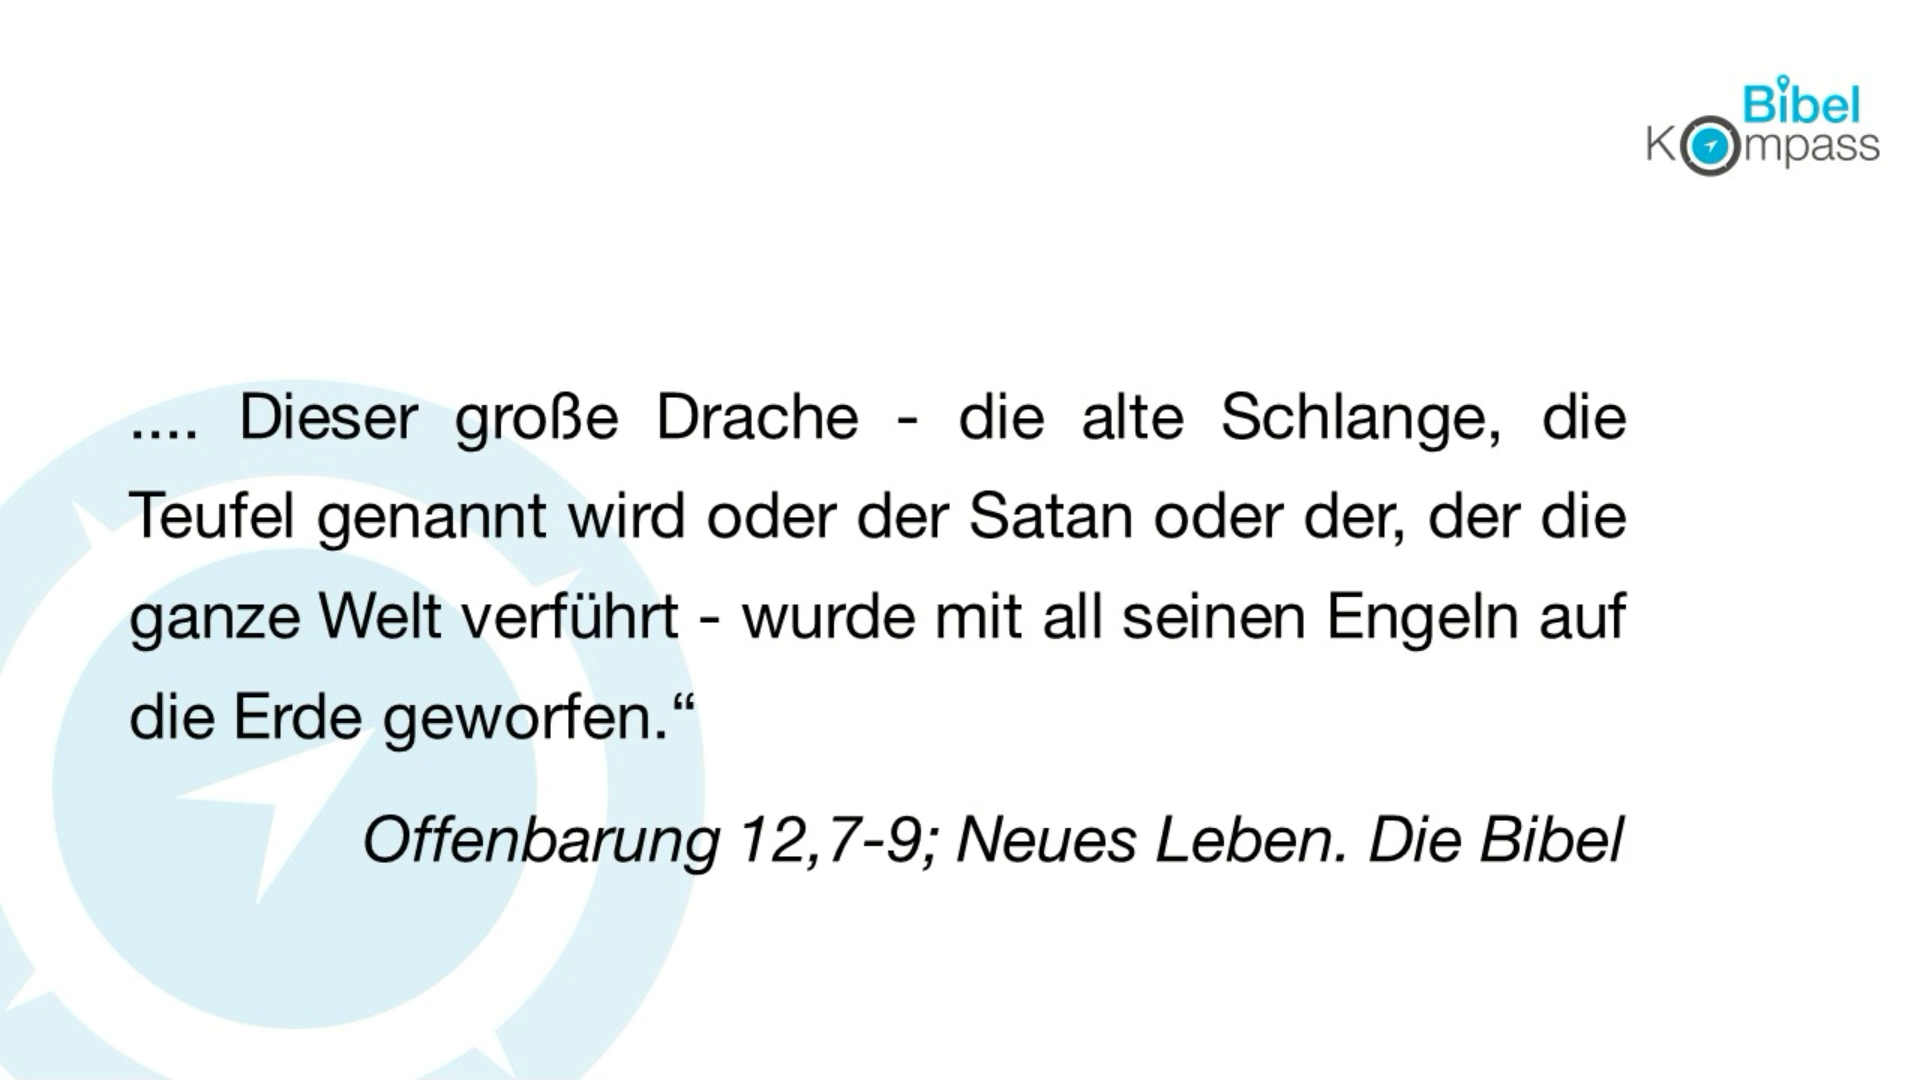 Bibel
Kompass
.... Dieser große Drache - die alte Schlange, die
Teufel genannt wird oder der Satan oder der, der die
ganze Welt verführt - wurde mit all seinen Engeln auf
die Erde geworfen.“
Offenbarung 12,7-9; Neues Leben. Die Bibel